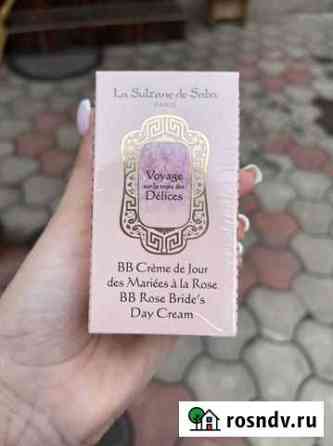 La Sultane de Saba
PARIS
Voyage
sur la route des
Délices
BB Crème de Jour
des Mariées à la Rose
BB Rose Bride's
Day Cream
rosndv.ru